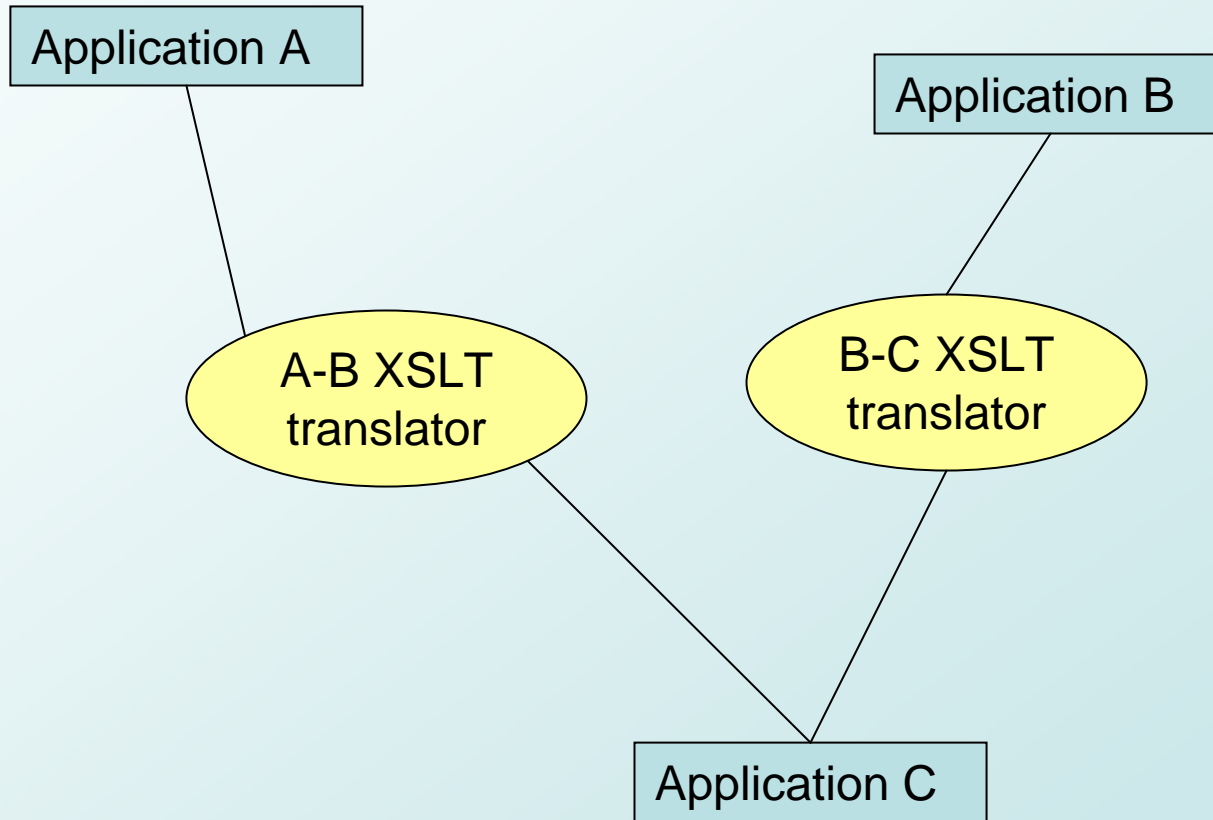 Application A
Application B
A-B XSLT
translator
B-C XSLT
translator
Application C